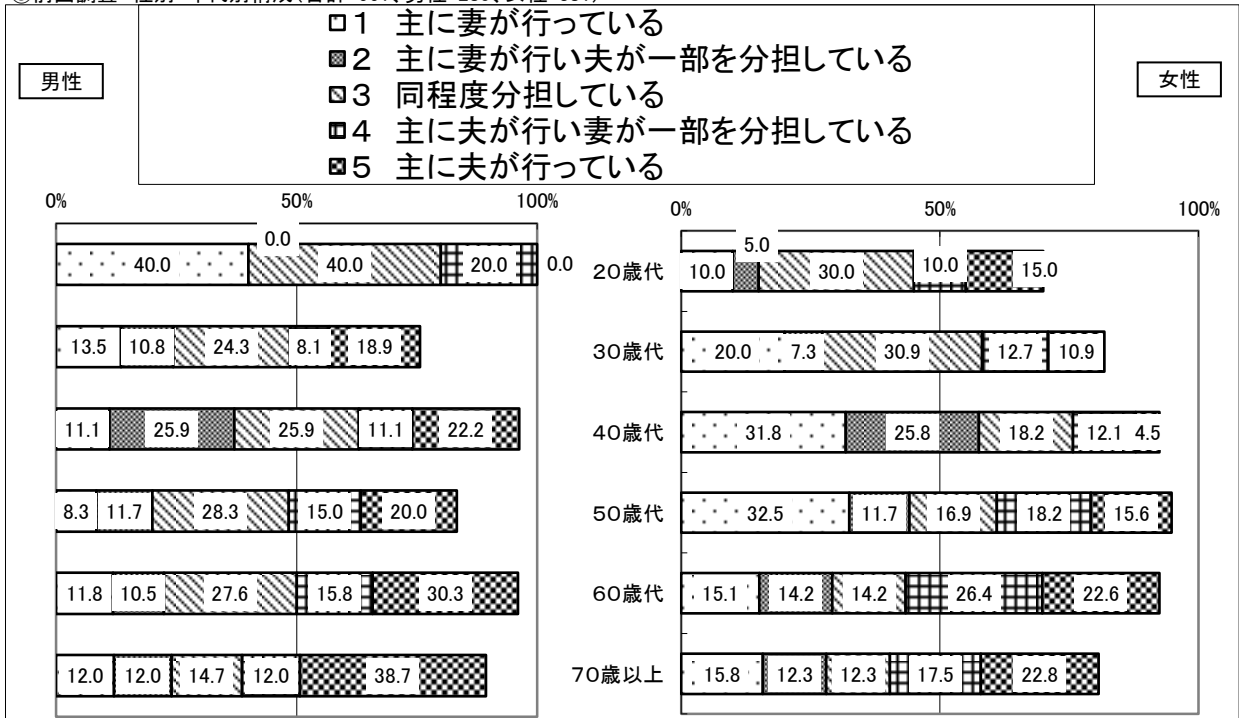 1 主に妻が行っている
2 主に妻が行い夫が一部を分担している
3 同程度分担している
4 主に夫が行い妻が一部を分担している
5 主に夫が行っている
男性
女性
0% 50% 100%
0% 50% 100%
40.0 0.0 40.0 20.0 0.0
20歳代
10.0 5.0 30.0 10.0 15.0
13.5 10.8 24.3 8.1 18.9
30歳代
20.0 7.3 30.9 12.7 10.9
11.1 25.9 25.9 11.1 22.2
40歳代
31.8 25.8 18.2 12.1 4.5
8.3 11.7 28.3 15.0 20.0
50歳代
32.5 11.7 16.9 18.2 15.6
11.8 10.5 27.6 15.8 30.3
60歳代
15.1 14.2 14.2 26.4 22.6
12.0 12.0 14.7 12.0 38.7
70歳以上
15.8 12.3 12.3 17.5 22.8